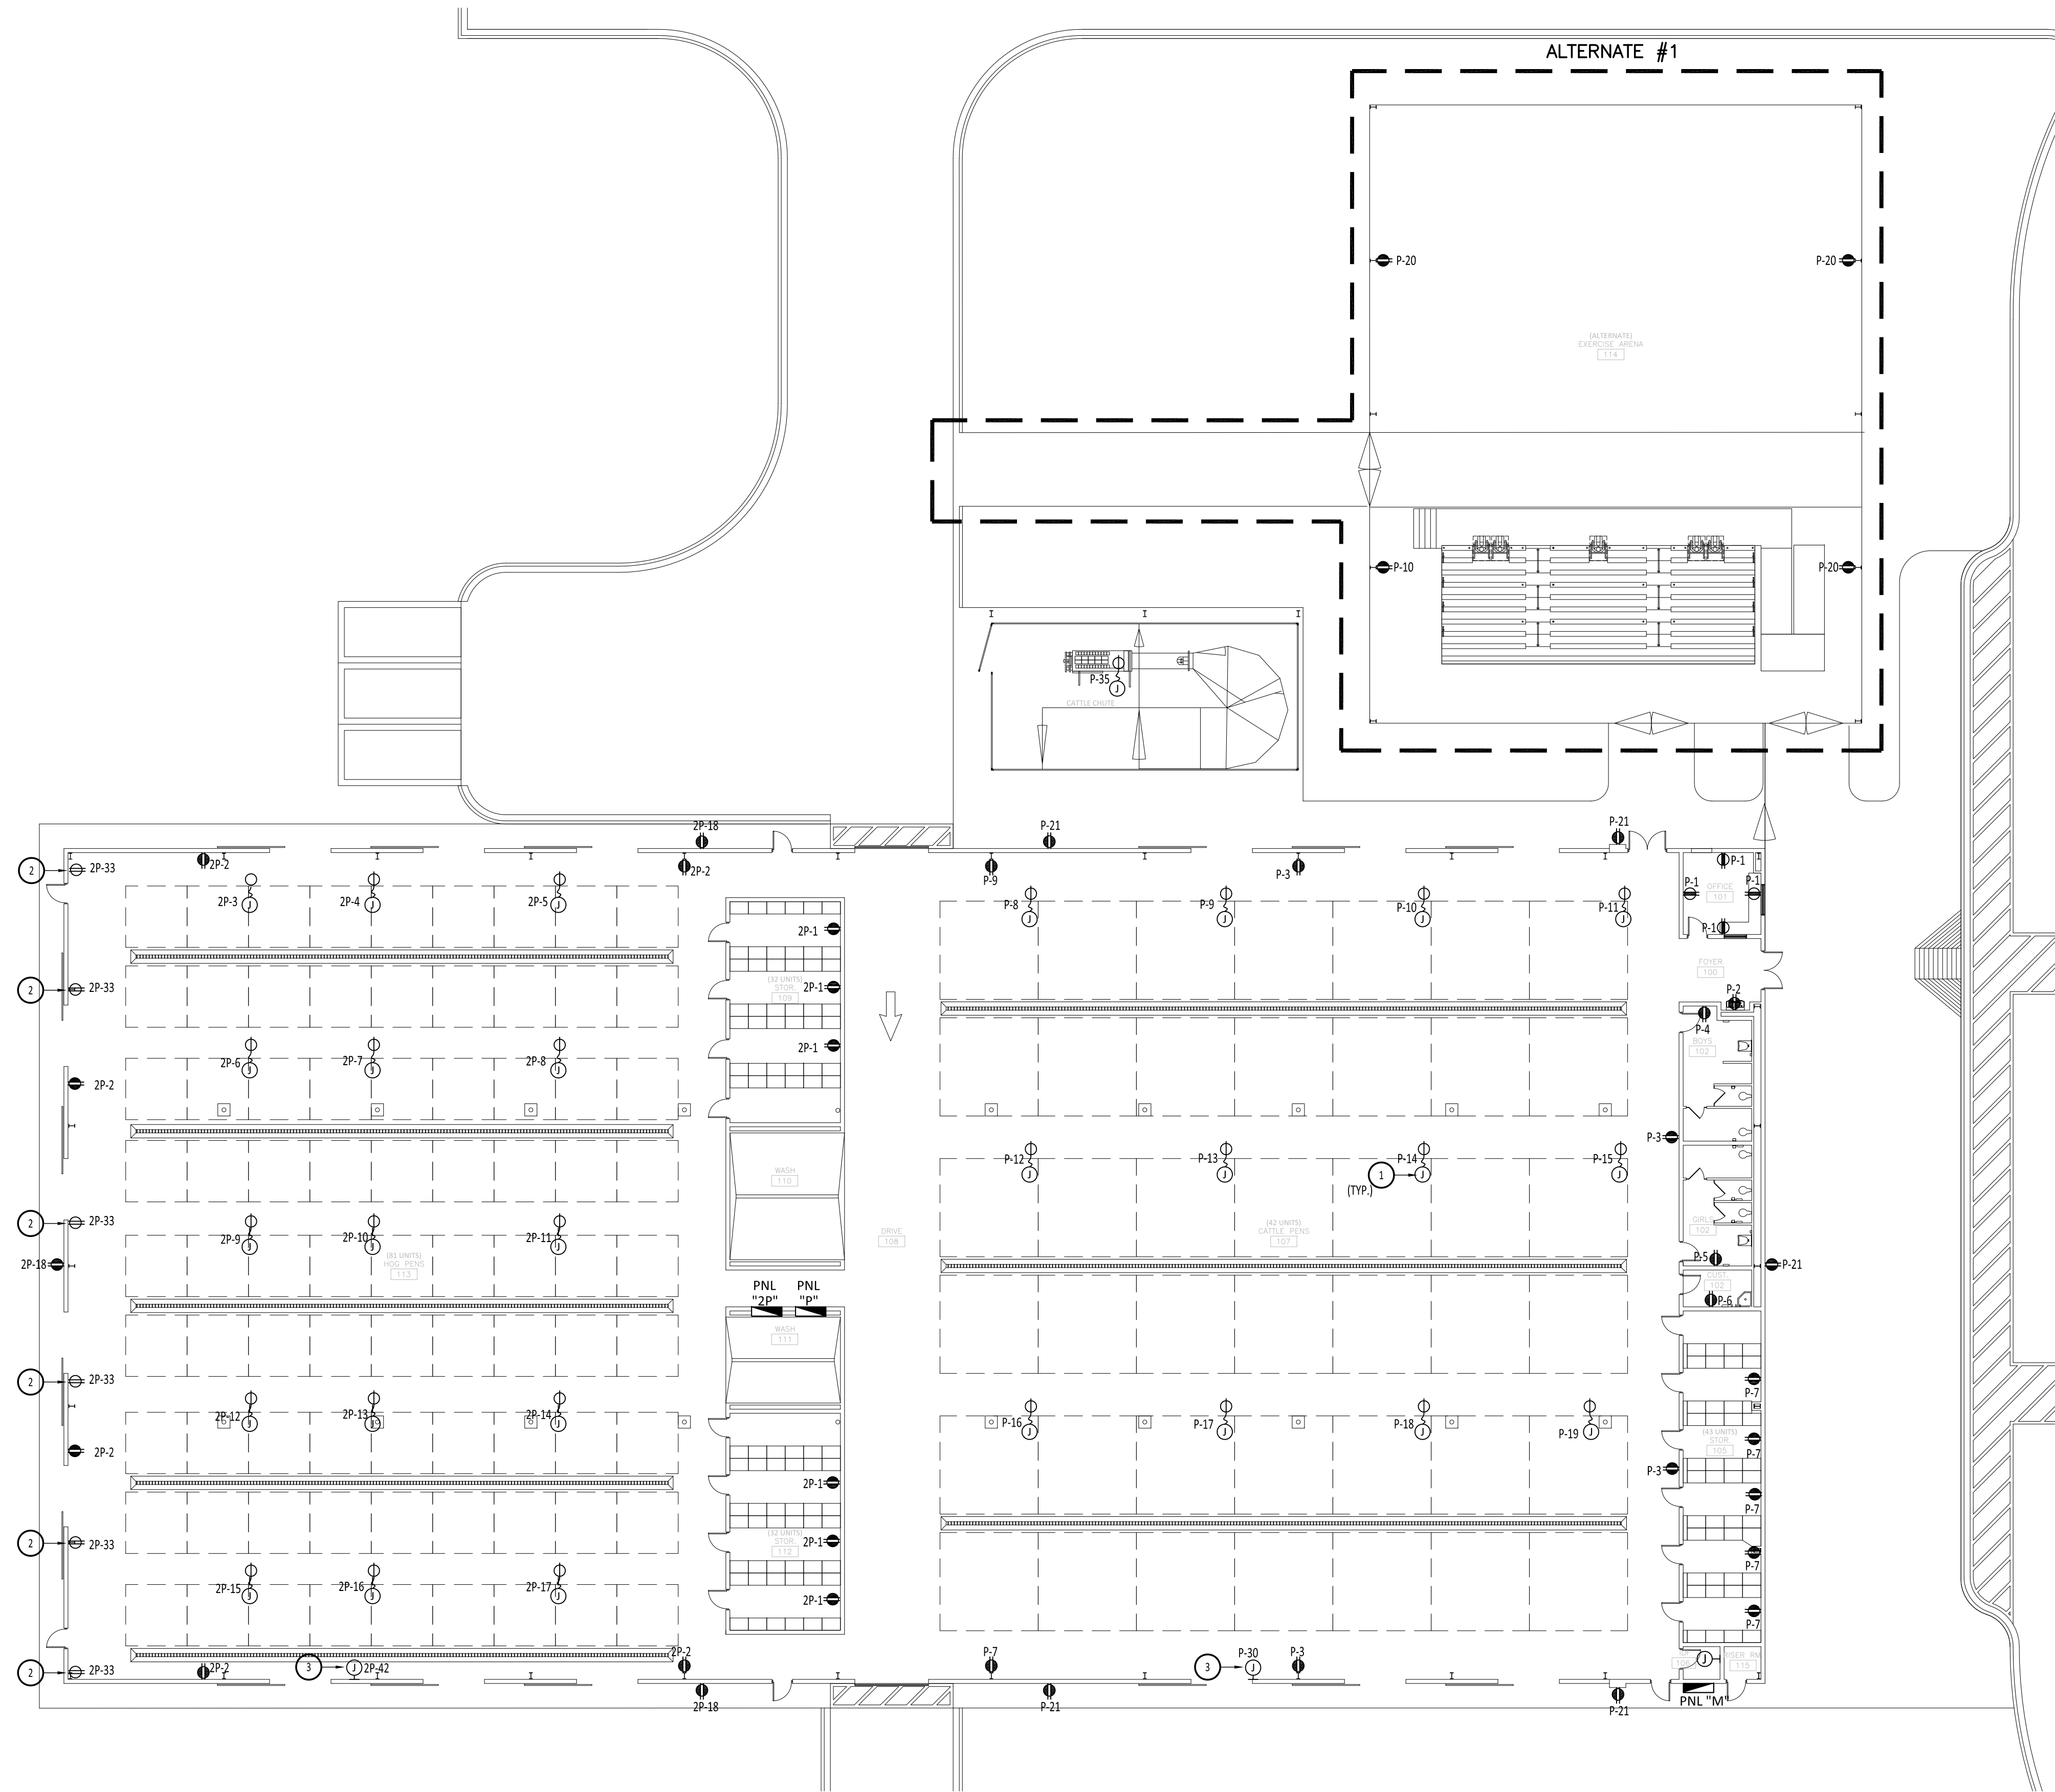 ALTERNATE #1
P-20
P-20
(ALTERNATE)
EXERCISE ARENA
114
P-10
P-20
P-35
J
CATTLE CHUTE
2P-18
P-21
P-21
2
2P-33
2P-2
2P-2
P-9
P-3
P-1
P-1
P-1
OFFICE
101
2P-3
J
2P-4
J
2P-5
J
P-8
J
P-9
J
P-10
J
P-11
J
2P-1
P-1
FOYER
100
2
2P-33
(32 UNITS)
STOR.
109
2P-1
P-2
P-4
2P-1
BOYS
102
2P-6
J
2P-7
J
2P-8
J
2P-2
P-3
WASH
110
P-12
J
P-13
J
1
(TYP.)
P-14
J
P-15
J
2
2P-33
2P-9
J
2P-10
J
2P-11
J
(81 UNITS)
HOG PENS
113
DRIVE
108
(42 UNITS)
CATTLE PENS
107
GIRLS
102
2P-18
P-5
P-21
CUST.
102
P-6
PNL
"2P"
PNL
"P"
WASH
111
2
2P-33
P-7
2P-12
J
2P-13
J
2P-14
J
P-16
J
P-17
J
P-18
J
P-19
J
(43 UNITS)
STOR.
105
P-7
2P-2
P-3
2P-1
P-7
2
2P-33
(32 UNITS)
STOR.
112
2P-1
P-7
2P-15
J
2P-16
J
2P-17
J
2P-1
P-7
2
2P-33
2P-2
3
J
2P-42
2P-2
P-7
3
P-30
J
P-3
106
J
RISER RM
115
2P-18
P-21
P-21
PNL "M"